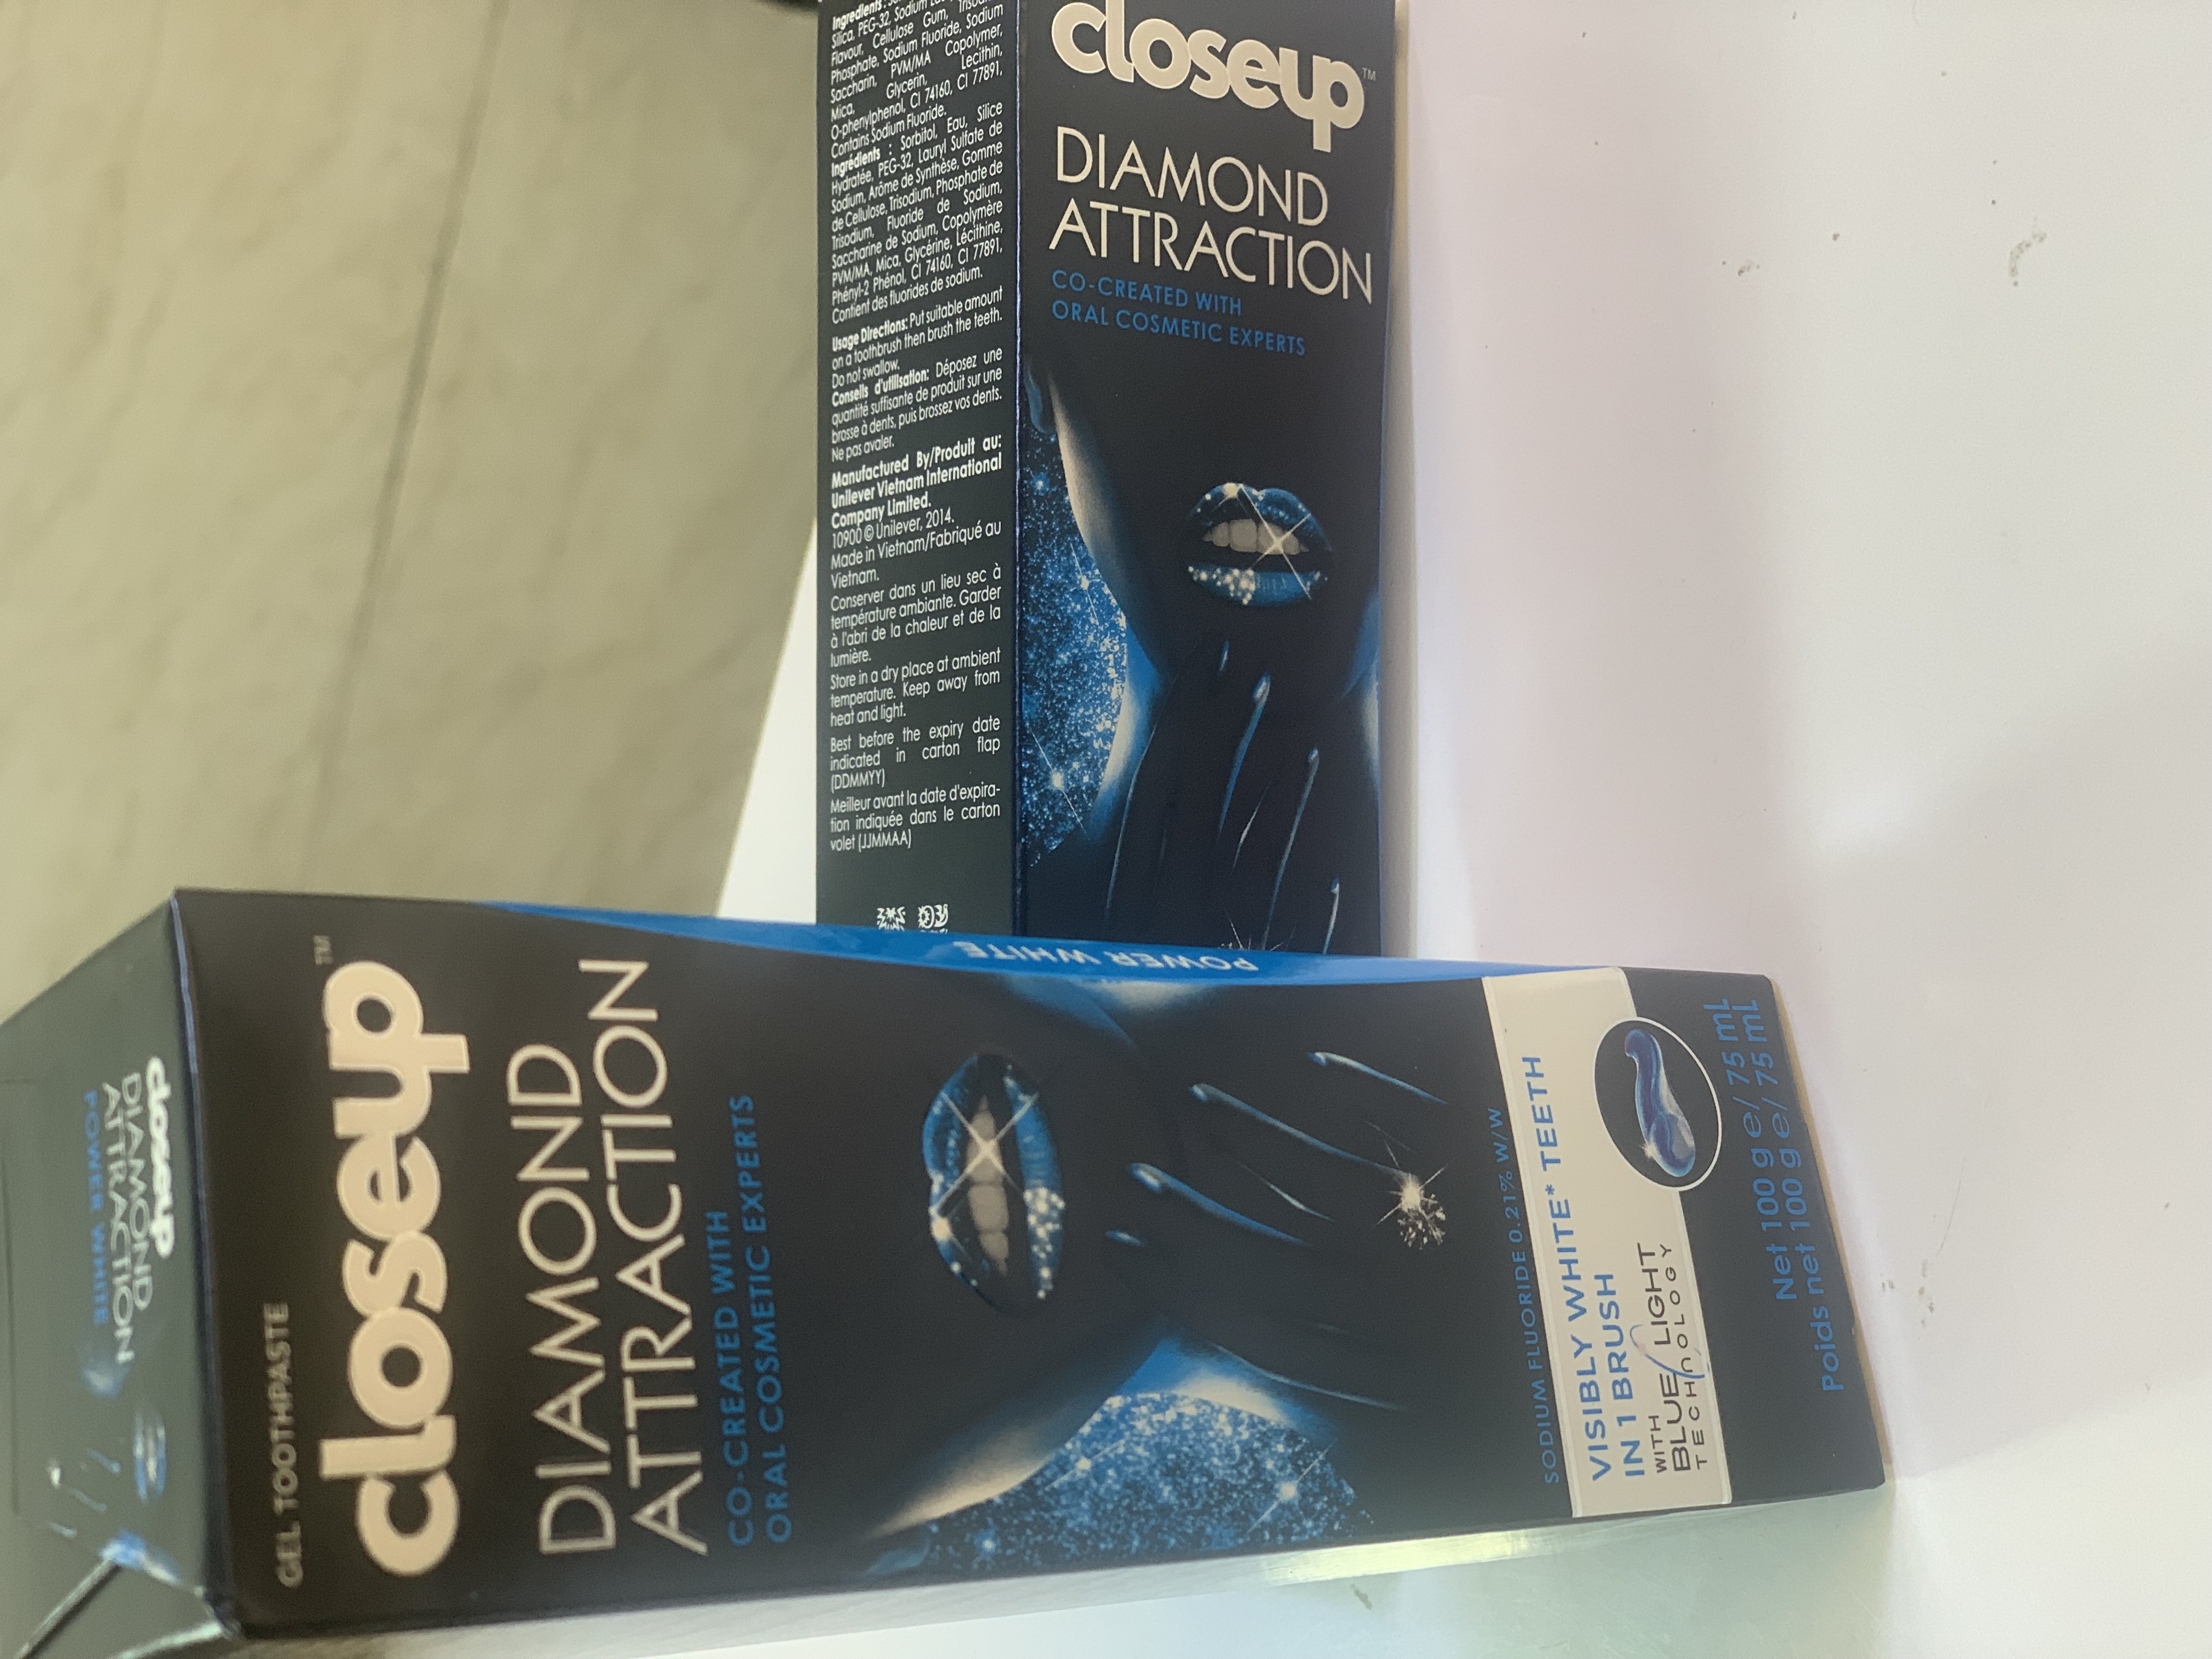 Ingredients:
Silica, PEG-32, Sodium
Flavour, Cellulose Gum,
Phosphate, Sodium Fluoride, Sodium
Saccharin, PVM/MA Copolymer,
Mica, Glycerin, Lecithin,
O-phenylphenol, CI 74160, CI 77891,
Contains Sodium Fluoride.
Ingrédients : Sorbitol, Eau, Silice
Hydratée, PEG-32, Lauryl Sulfate de
Sodium, Arôme de Synthèse, Gomme
de Cellulose, Trisodium, Phosphate de
Trisodium, Fluoride de Sodium,
Saccharine de Sodium, Copolymère
PVM/MA, Mica, Glycérine, Lécithine,
Phényl-2 Phénol, CI 74160, CI 77891,
Contient des fluorides de sodium.
Usage Directions: Put suitable amount
on a toothbrush then brush the teeth.
Do not swallow.
Conseils d'utilisation: Déposez une
quantité suffisante de produit sur une
brosse à dents, puis brossez vos dents.
Ne pas avaler.
Manufactured By/Produit au:
Unilever Vietnam International
Company Limited.
10900 © Unilever, 2014.
Made in Vietnam/Fabriqué au
Vietnam.
Conserver dans un lieu sec à
température ambiante. Garder
à l'abri de la chaleur et de la
lumière.
Store in a dry place at ambient
temperature. Keep away from
heat and light.
Best before the expiry date
indicated in carton flap
(DDMMYY)
Meilleur avant la date d'expira-
tion indiquée dans le carton
volet (JJMMAA)
closeup™
DIAMOND
ATTRACTION
CO-CREATED WITH
ORAL COSMETIC EXPERTS
closeup
DIAMOND
ATTRACTION
POWER WHITE
GEL TOOTHPASTE
closeup™
DIAMOND
ATTRACTION
CO-CREATED WITH
ORAL COSMETIC EXPERTS
POWER WHITE
SODIUM FLUORIDE 0.21% W/W
VISIBLY WHITE* TEETH
IN 1 BRUSH
WITH
BLUE LIGHT
TECHNOLOGY
Net 100 g e/ 75 mL
Poids net 100 g e/ 75 mL